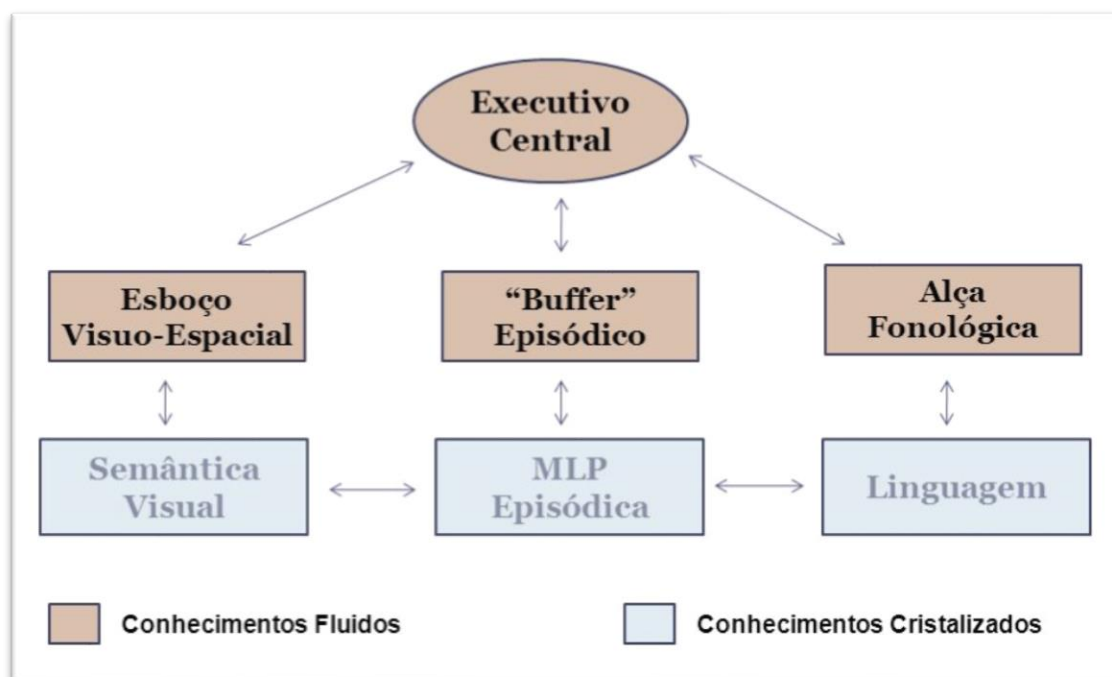 Executivo
Central
Esboço
Visuo-Espacial
“Buffer”
Episódico
Alça
Fonológica
Semântica
Visual
MLP
Episódica
Linguagem
Conhecimentos Fluidos
Conhecimentos Cristalizados